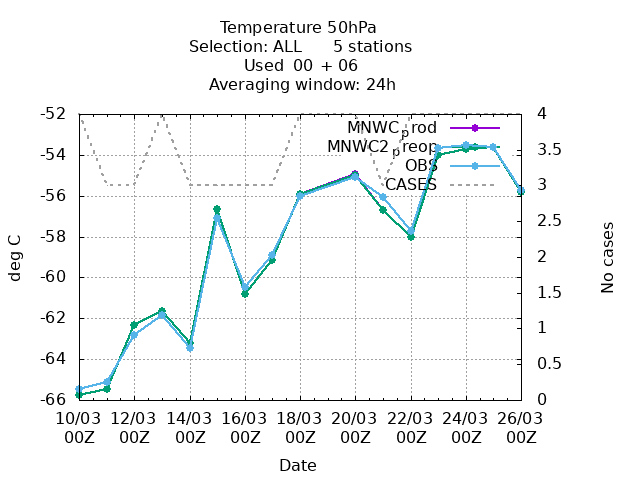 Temperature 50hPa
Selection: ALL 5 stations
Used 00 + 06
Averaging window: 24h
-52
-54
-56
-58
-60
-62
-64
-66
deg C
4
3.5
3
2.5
2
1.5
1
0.5
0
No cases
MNWCprod
MNWC2preop
OBS
CASES
10/03 12/03 14/03 16/03 18/03 20/03 22/03 24/03 26/03
00Z 00Z 00Z 00Z 00Z 00Z 00Z 00Z 00Z
Date